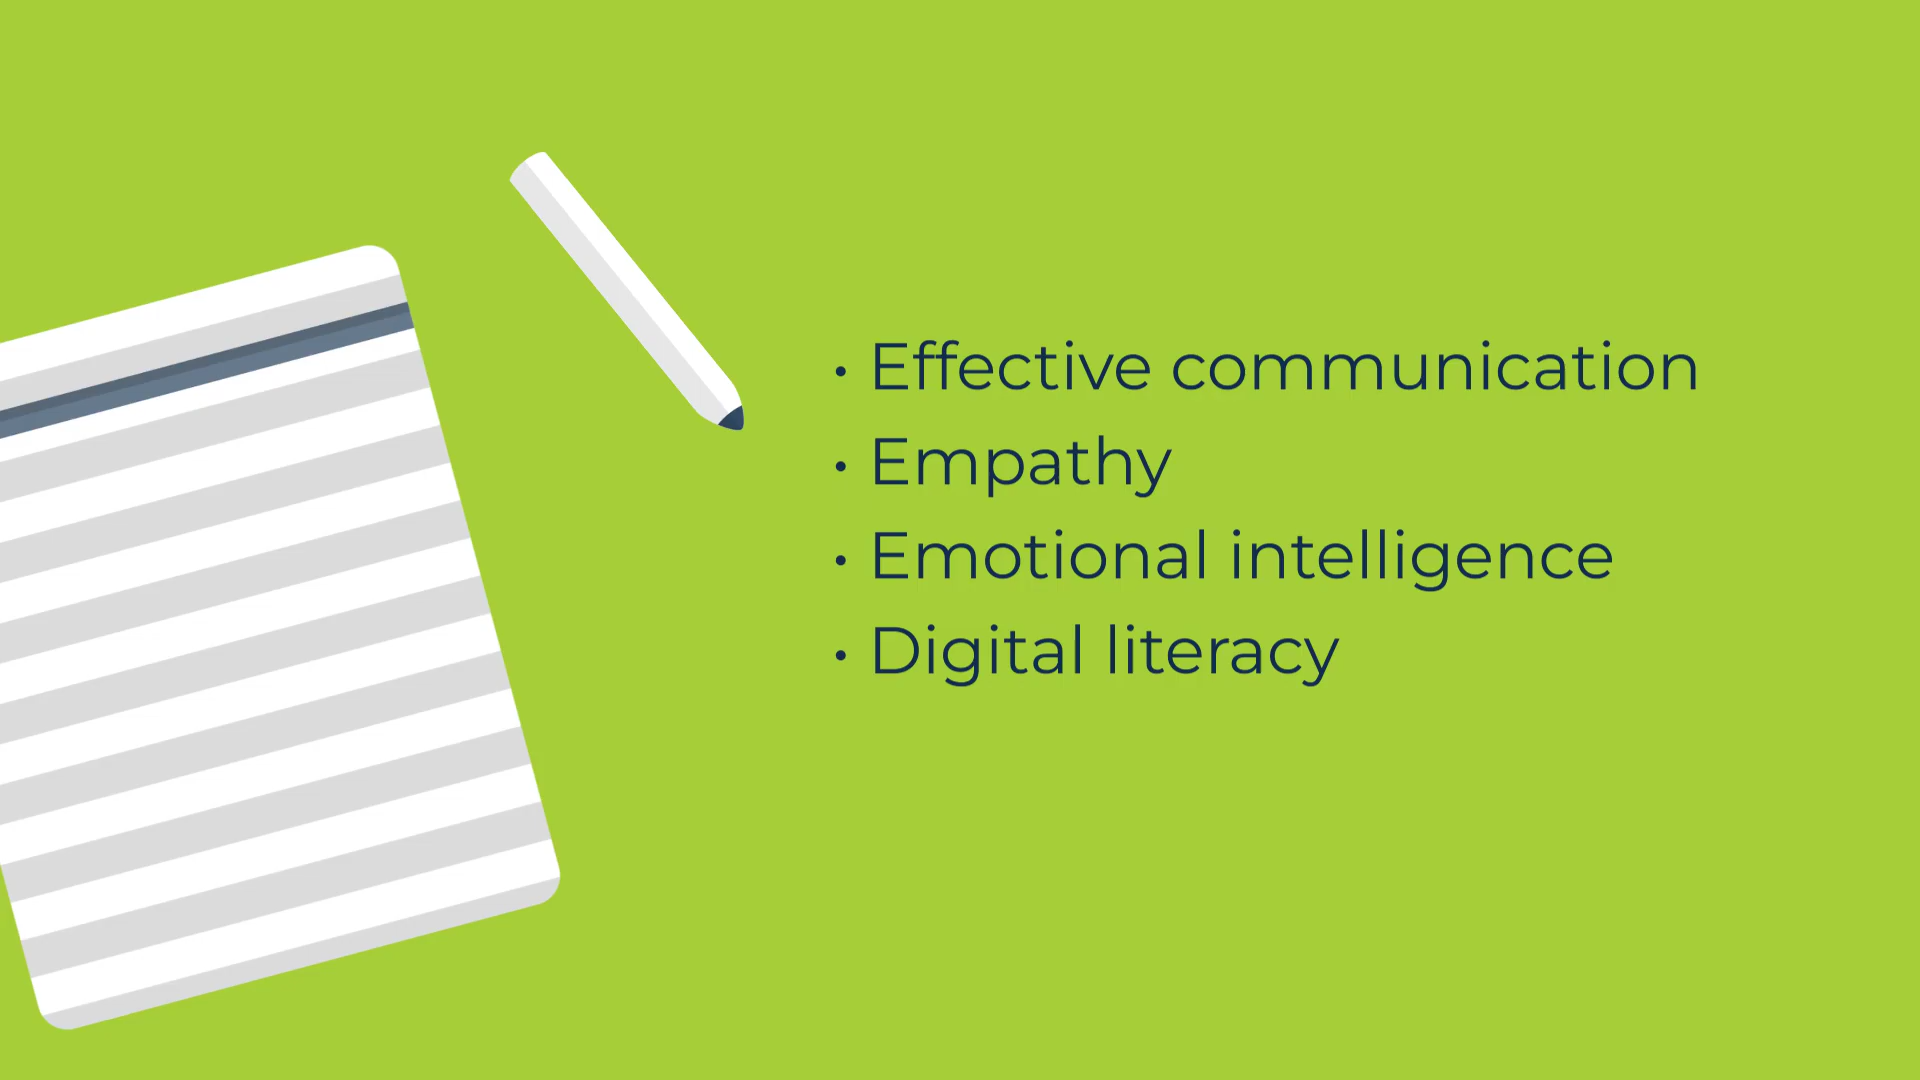 • Effective communication
• Empathy
• Emotional intelligence
• Digital literacy